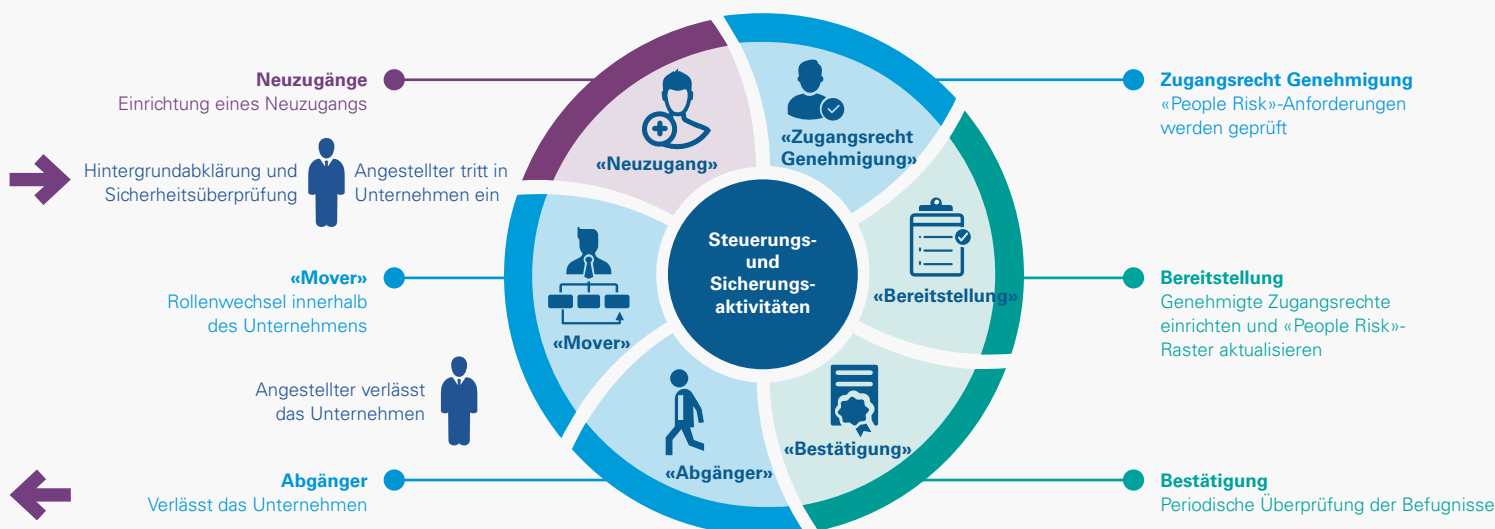 Neuzugänge
Einrichtung eines Neuzugangs
Hintergrundabklärung und
Sicherheitsüberprüfung
Angestellter tritt in
Unternehmen ein
«Mover»
Rollenwechsel innerhalb
des Unternehmens
Angestellter verlässt
das Unternehmen
Abgänger
Verlässt das Unternehmen
«Neuzugang»
«Zugangsrecht
Genehmigung»
«Bereitstellung»
«Bestätigung»
«Abgänger»
«Mover»
Steuerungs-
und
Sicherungs-
aktivitäten
Zugangsrecht Genehmigung
«People Risk»-Anforderungen
werden geprüft
Bereitstellung
Genehmigte Zugangsrechte
einrichten und «People Risk»-
Raster aktualisieren
Bestätigung
Periodische Überprüfung der Befugnisse